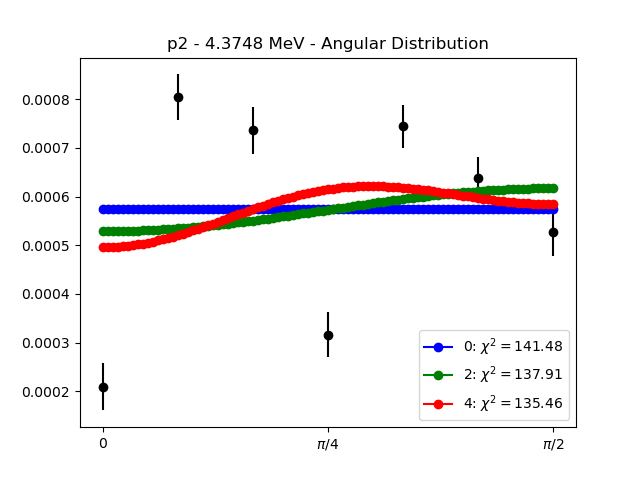 p2 - 4.3748 MeV - Angular Distribution
0.0008
0.0007
0.0006
0.0005
0.0004
0.0003
0.0002
0
π/4
π/2
0: χ² = 141.48
2: χ² = 137.91
4: χ² = 135.46